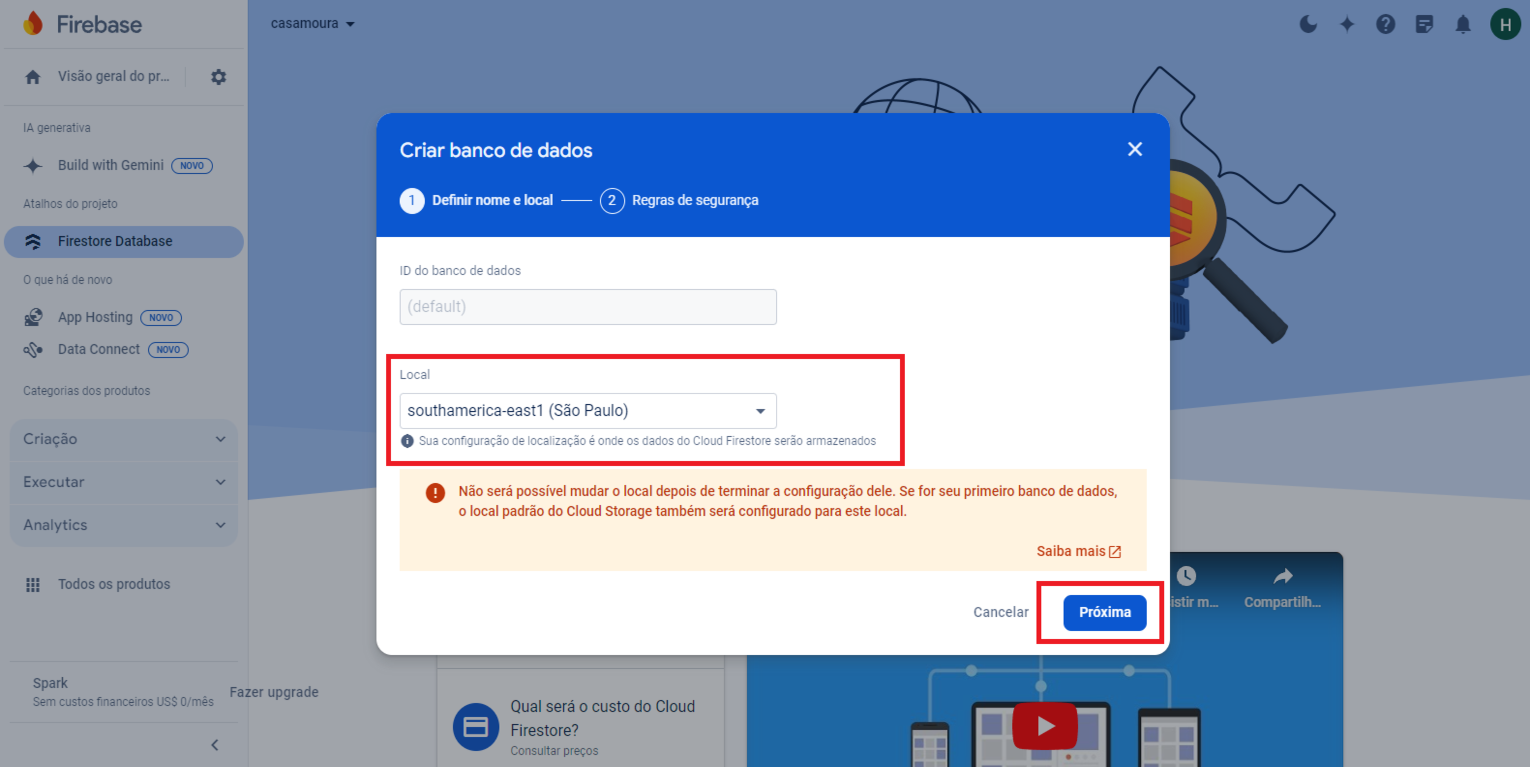 Firebase
casamoura
H
Visão geral do pr...
IA generativa
Build with Gemini NOVO
Atalhos do projeto
Firestore Database
O que há de novo
App Hosting NOVO
Data Connect NOVO
Categorias dos produtos
Criação
Executar
Analytics
Todos os produtos
Spark
Sem custos financeiros US$ 0/mês
Fazer upgrade
Criar banco de dados
1 Definir nome e local
2 Regras de segurança
ID do banco de dados
(default)
Local
southamerica-east1 (São Paulo)
Sua configuração de localização é onde os dados do Cloud Firestore serão armazenados
Não será possível mudar o local depois de terminar a configuração dele. Se for seu primeiro banco de dados,
o local padrão do Cloud Storage também será configurado para este local.
Saiba mais
Cancelar
Próxima
istir m...
Compartilh...
Qual será o custo do Cloud
Firestore?
Consultar preços